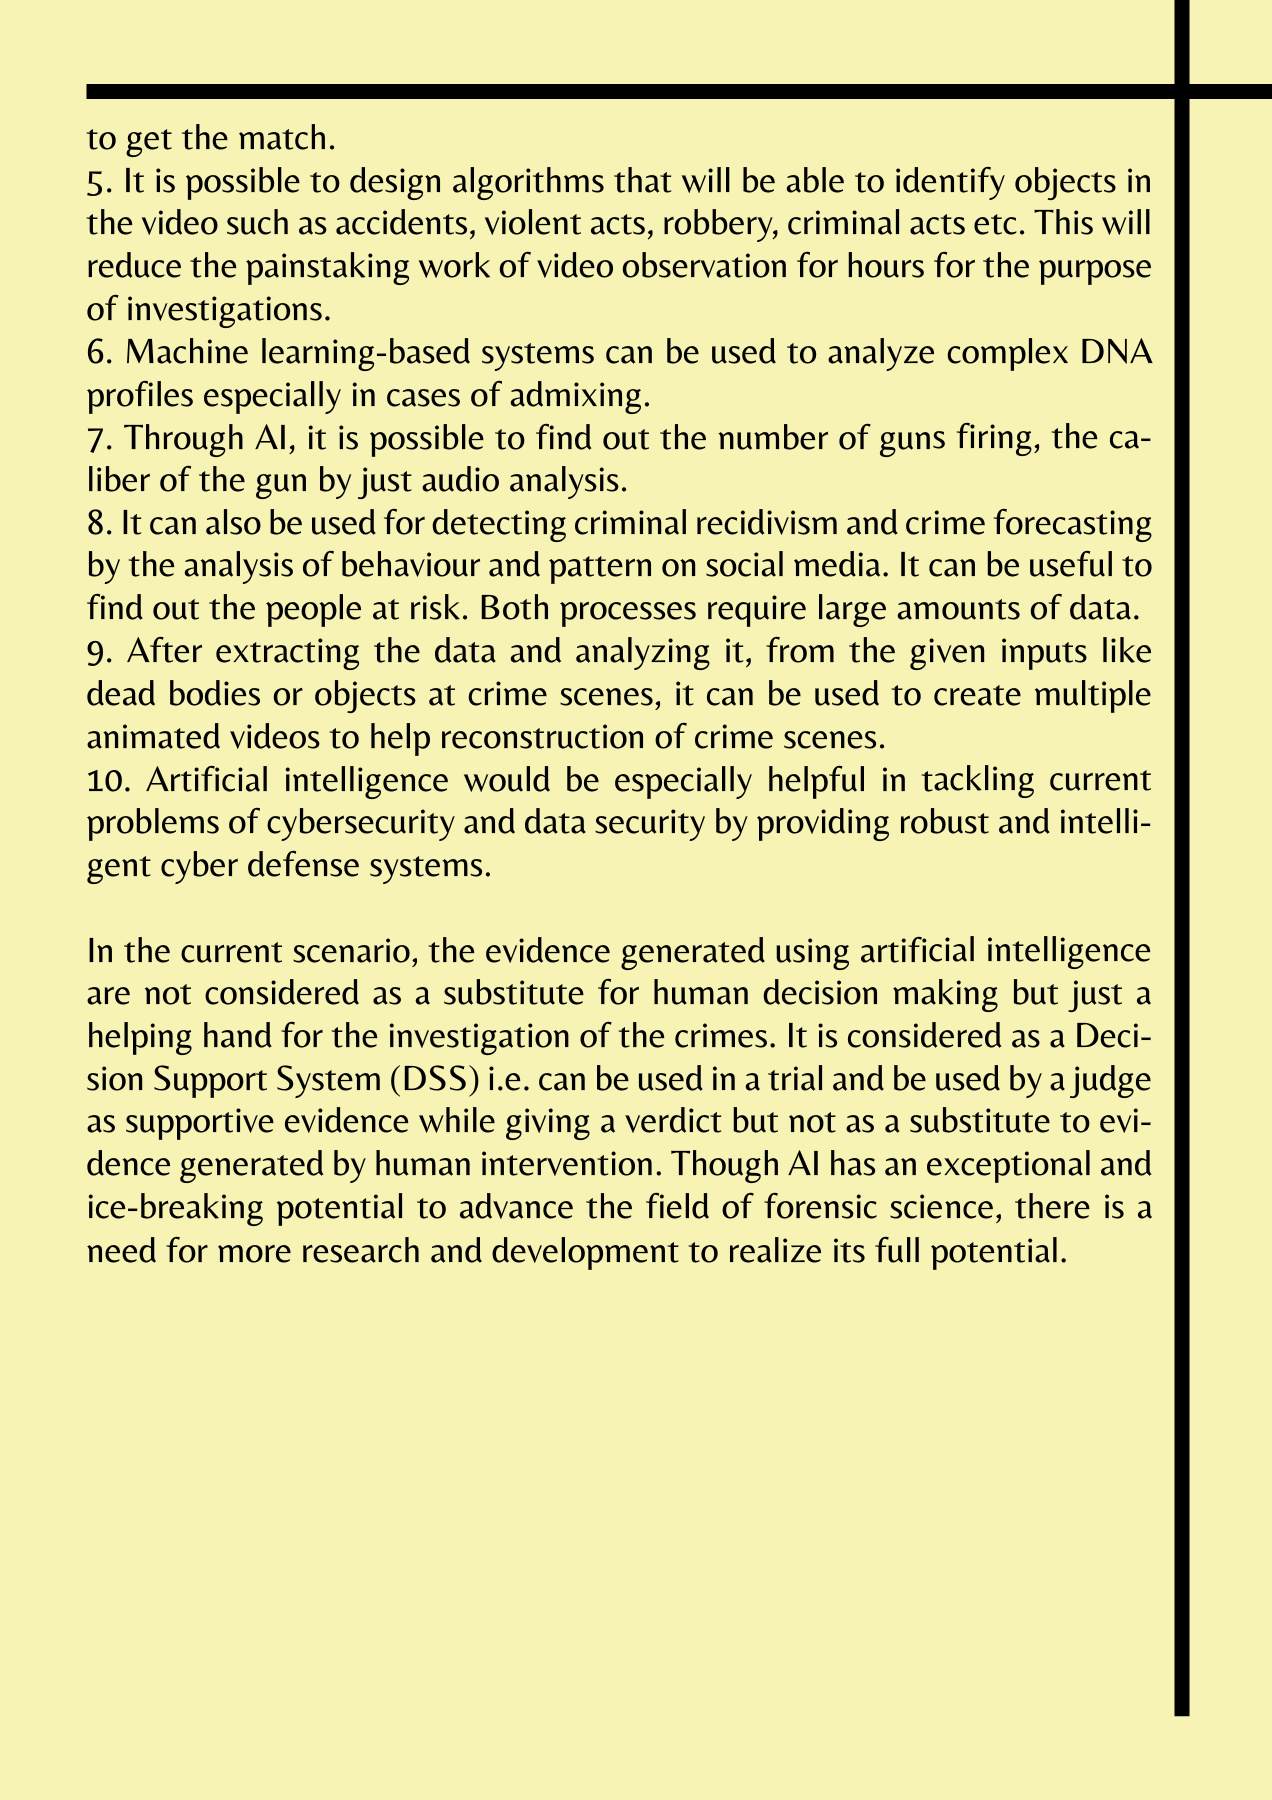 to get the match.
5. It is possible to design algorithms that will be able to identify objects in
the video such as accidents, violent acts, robbery, criminal acts etc. This will
reduce the painstaking work of video observation for hours for the purpose
of investigations.
6. Machine learning-based systems can be used to analyze complex DNA
profiles especially in cases of admixing.
7. Through AI, it is possible to find out the number of guns firing, the ca-
liber of the gun by just audio analysis.
8. It can also be used for detecting criminal recidivism and crime forecasting
by the analysis of behaviour and pattern on social media. It can be useful to
find out the people at risk. Both processes require large amounts of data.
9. After extracting the data and analyzing it, from the given inputs like
dead bodies or objects at crime scenes, it can be used to create multiple
animated videos to help reconstruction of crime scenes.
10. Artificial intelligence would be especially helpful in tackling current
problems of cybersecurity and data security by providing robust and intelli-
gent cyber defense systems.
In the current scenario, the evidence generated using artificial intelligence
are not considered as a substitute for human decision making but just a
helping hand for the investigation of the crimes. It is considered as a Deci-
sion Support System (DSS) i.e. can be used in a trial and be used by a judge
as supportive evidence while giving a verdict but not as a substitute to evi-
dence generated by human intervention. Though AI has an exceptional and
ice-breaking potential to advance the field of forensic science, there is a
need for more research and development to realize its full potential.